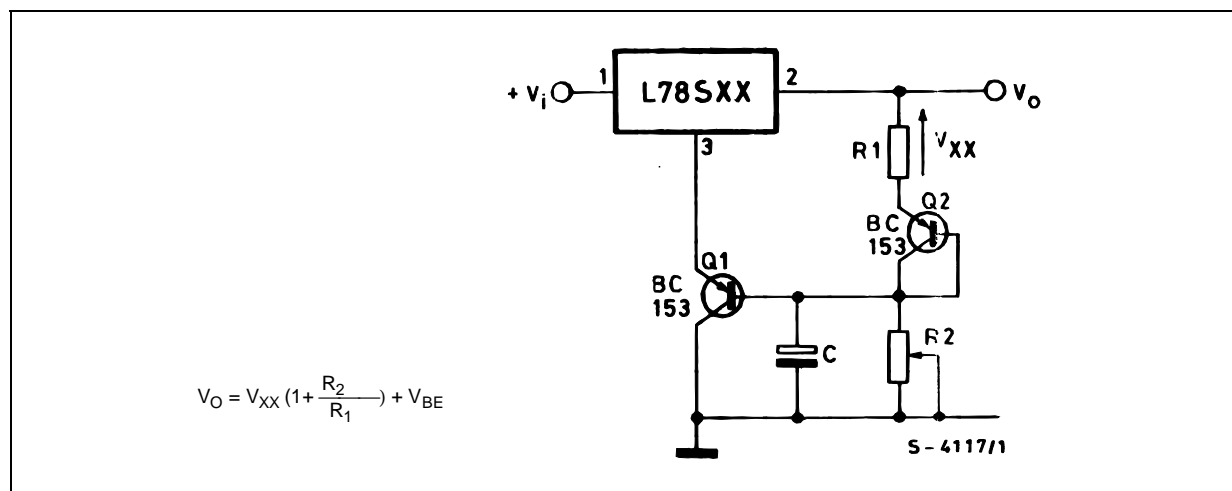 1
L78SXX
2
+ Vi
Vo
3
R1
VXX
Q2
BC
153
Q1
BC
153
C
R2
VO = VXX (1+ R2/R1) + VBE
S-4117/1